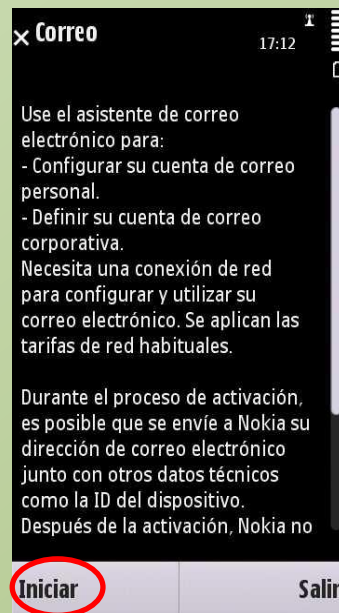 Correo
17:12
Use el asistente de correo
electrónico para:
- Configurar su cuenta de correo
personal.
- Definir su cuenta de correo
corporativa.
Necesita una conexión de red
para configurar y utilizar su
correo electrónico. Se aplican las
tarifas de red habituales.
Durante el proceso de activación,
es posible que se envíe a Nokia su
dirección de correo electrónico
junto con otros datos técnicos
como la ID del dispositivo.
Después de la activación, Nokia no
Iniciar
Salir